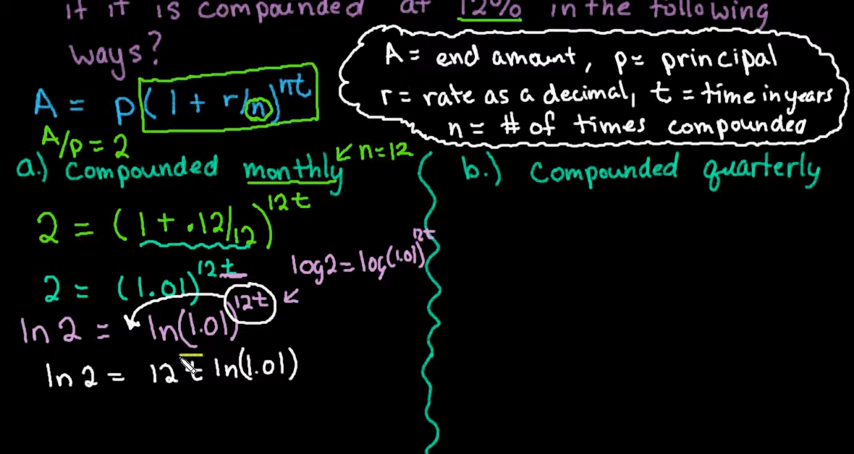 If it is compounded at 12% in the following
ways?
A = end amount, p = principal
r = rate as a decimal, t = time in years
n = # of times compounded
A = p(1 + r/n)^nt
A/p = 2
a.) Compounded monthly ← n=12
2 = (1 + .12/12)^12t
2 = (1.01)^12t
log2 = log(1.01)^12t
ln 2 = ln(1.01)^12t
ln 2 = 12 t ln(1.01)
b.) Compounded quarterly